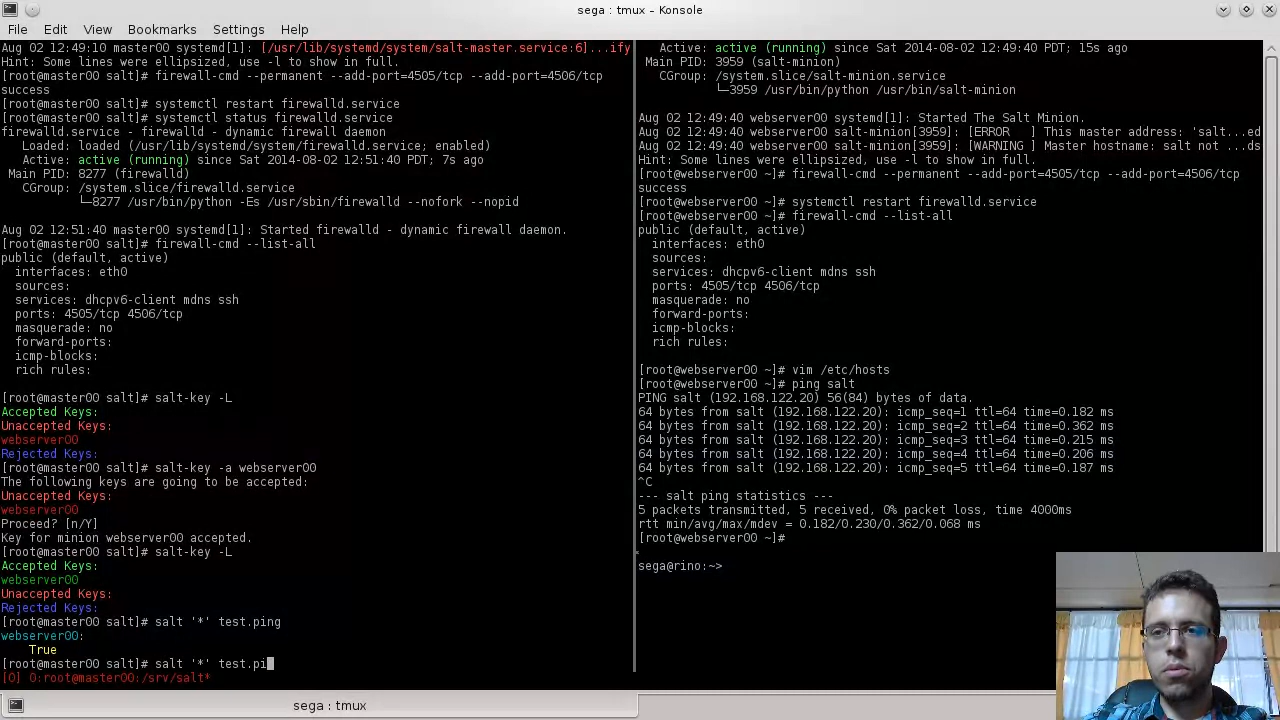 sega : tmux – Konsole
File Edit View Bookmarks Settings Help
Aug 02 12:49:10 master00 systemd[1]: [/usr/lib/systemd/system/salt-master.service:6]...ify
Hint: Some lines were ellipsized, use -l to show in full.
[root@master00 salt]# firewall-cmd --permanent --add-port=4505/tcp --add-port=4506/tcp
success
[root@master00 salt]# systemctl restart firewalld.service
[root@master00 salt]# systemctl status firewalld.service
firewalld.service - firewalld - dynamic firewall daemon
Loaded: loaded (/usr/lib/systemd/system/firewalld.service; enabled)
Active: active (running) since Sat 2014-08-02 12:51:40 PDT; 7s ago
Main PID: 8277 (firewalld)
CGroup: /system.slice/firewalld.service
└─8277 /usr/bin/python -Es /usr/sbin/firewalld --nofork --nopid
Aug 02 12:51:40 master00 systemd[1]: Started firewalld - dynamic firewall daemon.
[root@master00 salt]# firewall-cmd --list-all
public (default, active)
interfaces: eth0
sources:
services: dhcpv6-client mdns ssh
ports: 4505/tcp 4506/tcp
masquerade: no
forward-ports:
icmp-blocks:
rich rules:
[root@master00 salt]# salt-key -L
Accepted Keys:
Unaccepted Keys:
webserver00
Rejected Keys:
[root@master00 salt]# salt-key -a webserver00
The following keys are going to be accepted:
Unaccepted Keys:
webserver00
Proceed? [n/Y]
Key for minion webserver00 accepted.
[root@master00 salt]# salt-key -L
Accepted Keys:
webserver00
Unaccepted Keys:
Rejected Keys:
[root@master00 salt]# salt '*' test.ping
webserver00:
True
[root@master00 salt]# salt '*' test.pi
[0] 0:root@master00:/srv/salt*
Active: active (running) since Sat 2014-08-02 12:49:40 PDT; 15s ago
Main PID: 3959 (salt-minion)
CGroup: /system.slice/salt-minion.service
└─3959 /usr/bin/python /usr/bin/salt-minion
Aug 02 12:49:40 webserver00 systemd[1]: Started The Salt Minion.
Aug 02 12:49:40 webserver00 salt-minion[3959]: [ERROR ] This master address: 'salt...ed
Aug 02 12:49:40 webserver00 salt-minion[3959]: [WARNING ] Master hostname: salt not ...ds
Hint: Some lines were ellipsized, use -l to show in full.
[root@webserver00 ~]# firewall-cmd --permanent --add-port=4505/tcp --add-port=4506/tcp
success
[root@webserver00 ~]# systemctl restart firewalld.service
[root@webserver00 ~]# firewall-cmd --list-all
public (default, active)
interfaces: eth0
sources:
services: dhcpv6-client mdns ssh
ports: 4505/tcp 4506/tcp
masquerade: no
forward-ports:
icmp-blocks:
rich rules:
[root@webserver00 ~]# vim /etc/hosts
[root@webserver00 ~]# ping salt
PING salt (192.168.122.20) 56(84) bytes of data.
64 bytes from salt (192.168.122.20): icmp_seq=1 ttl=64 time=0.182 ms
64 bytes from salt (192.168.122.20): icmp_seq=2 ttl=64 time=0.362 ms
64 bytes from salt (192.168.122.20): icmp_seq=3 ttl=64 time=0.215 ms
64 bytes from salt (192.168.122.20): icmp_seq=4 ttl=64 time=0.206 ms
64 bytes from salt (192.168.122.20): icmp_seq=5 ttl=64 time=0.187 ms
^C
--- salt ping statistics ---
5 packets transmitted, 5 received, 0% packet loss, time 4000ms
rtt min/avg/max/mdev = 0.182/0.230/0.362/0.068 ms
[root@webserver00 ~]#
sega@rino:~>
sega : tmux